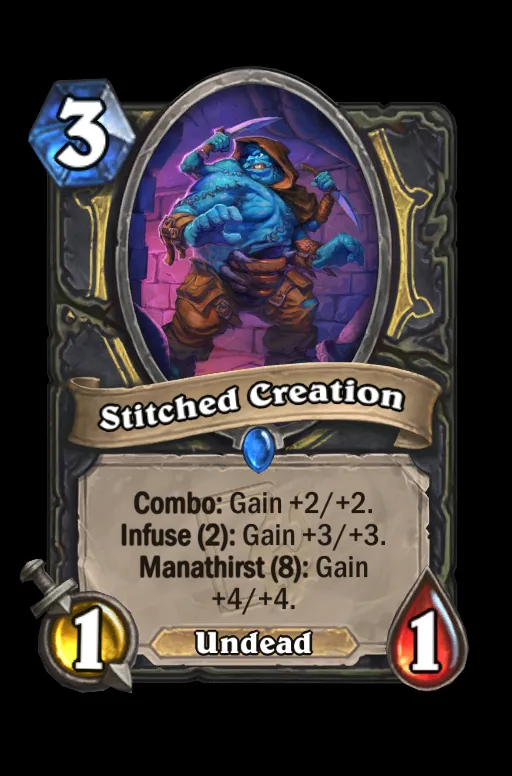 3
Stitched Creation
Combo: Gain +2/+2.
Infuse (2): Gain +3/+3.
Manathirst (8): Gain
+4/+4.
1
Undead
1